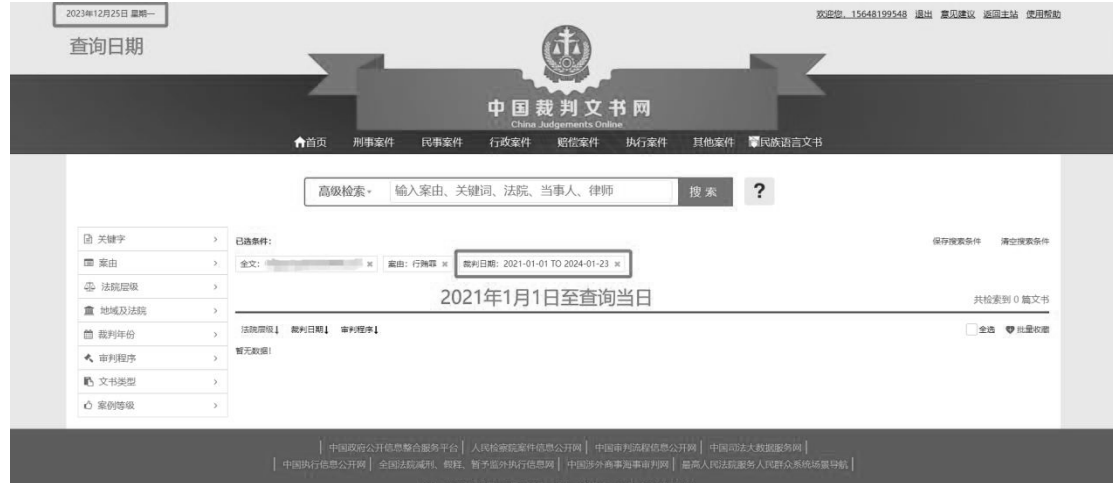 2023年12月25日 星期一
欢迎您，15648199548 退出 意见建议 返回主站 使用帮助
查询日期
中国裁判文书网
China Judgements Online
首页 刑事案件 民事案件 行政案件 赔偿案件 执行案件 其他案件 民族语言文书
高级检索 输入案由、关键词、法院、当事人、律师 搜索 ?
关键字
案由
法院层级
地域及法院
裁判年份
审判程序
文书类型
案例等级
已选条件：
保存搜索条件 清空搜索条件
全文： × 案由：行贿罪 × 裁判日期：2021-01-01 TO 2024-01-23 ×
2021年1月1日至查询当日
共检索到 0 篇文书
法院层级↓ 裁判日期↓ 审判程序↓
全选 批量收藏
暂无数据！
中国政府公开信息整合服务平台 | 人民检察院案件信息公开网 | 中国审判流程信息公开网 | 中国司法大数据服务网
中国执行信息公开网 | 全国法院减刑、假释、暂予监外执行信息网 | 中国涉外商事海事审判网 | 最高人民法院服务人民群众系统场景导航